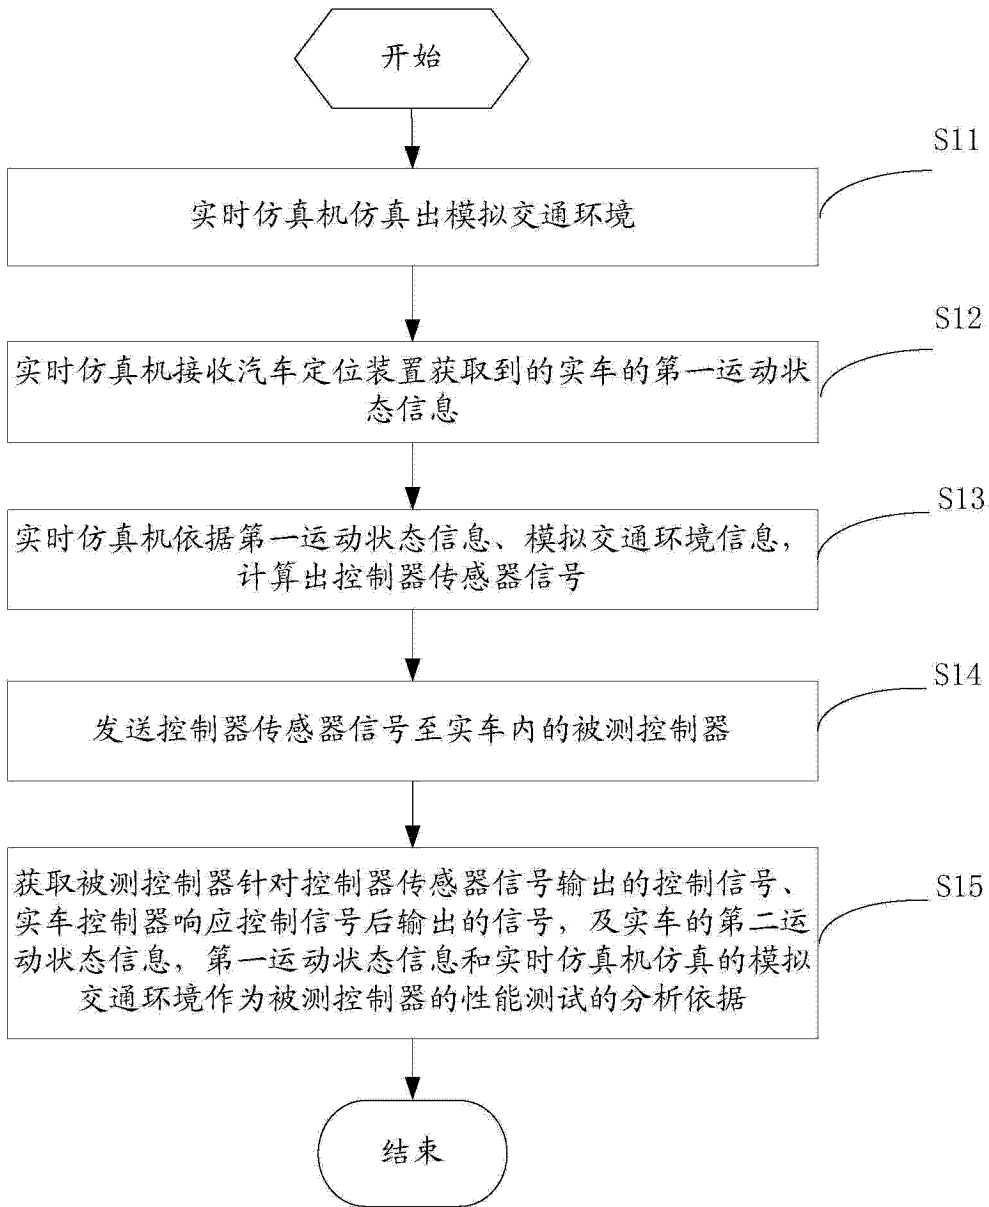 开始
S11
实时仿真机仿真出模拟交通环境
S12
实时仿真机接收汽车定位装置获取到的实车的第一运动状
态信息
S13
实时仿真机依据第一运动状态信息、模拟交通环境信息，
计算出控制器传感器信号
S14
发送控制器传感器信号至实车内的被测控制器
S15
获取被测控制器针对控制器传感器信号输出的控制信号、
实车控制器响应控制信号后输出的信号，及实车的第二运
动状态信息，第一运动状态信息和实时仿真机仿真的模拟
交通环境作为被测控制器的性能测试的分析依据
结束